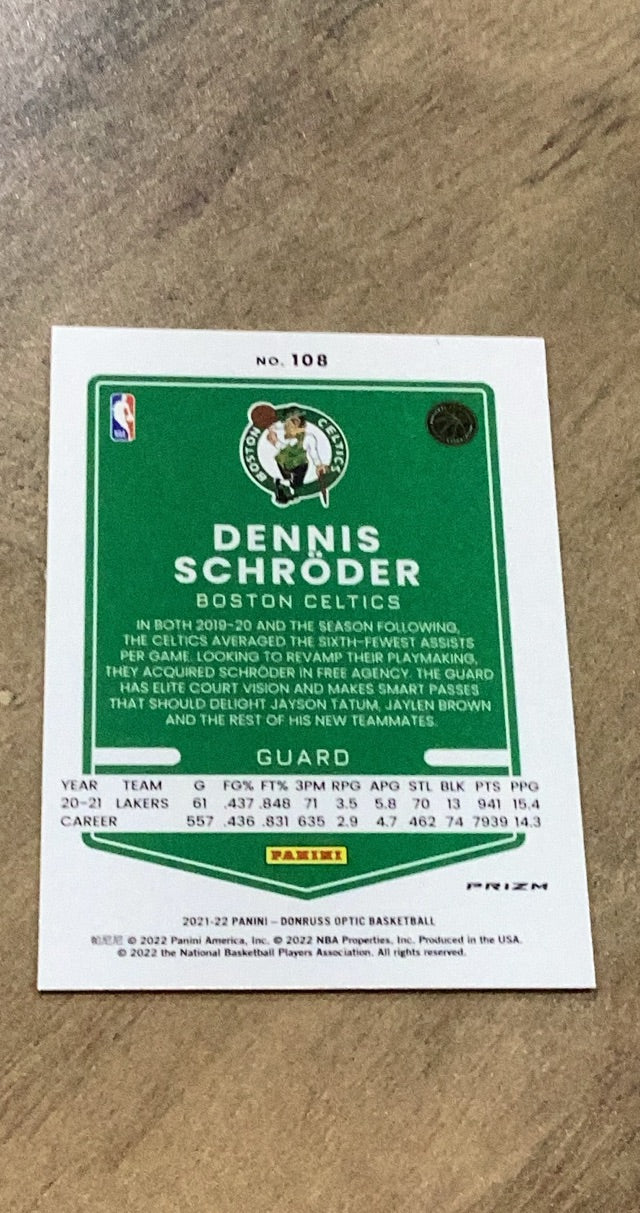 NO. 108
NBA
BOSTON CELTICS
DENNIS
SCHRÖDER
BOSTON CELTICS
IN BOTH 2019-20 AND THE SEASON FOLLOWING,
THE CELTICS AVERAGED THE SIXTH-FEWEST ASSISTS
PER GAME. LOOKING TO REVAMP THEIR PLAYMAKING,
THEY ACQUIRED SCHRÖDER IN FREE AGENCY. THE GUARD
HAS ELITE COURT VISION AND MAKES SMART PASSES
THAT SHOULD DELIGHT JAYSON TATUM, JAYLEN BROWN
AND THE REST OF HIS NEW TEAMMATES.
GUARD
YEAR TEAM G FG% FT% 3PM RPG APG STL BLK PTS PPG
20-21 LAKERS 61 .437 .848 71 3.5 5.8 70 13 941 15.4
CAREER 557 .436 .831 635 2.9 4.7 462 74 7939 14.3
PANINI
PRIZM
2021-22 PANINI – DONRUSS OPTIC BASKETBALL
帕尼尼 © 2022 Panini America, Inc. © 2022 NBA Properties, Inc. Produced in the USA.
© 2022 the National Basketball Players Association. All rights reserved.